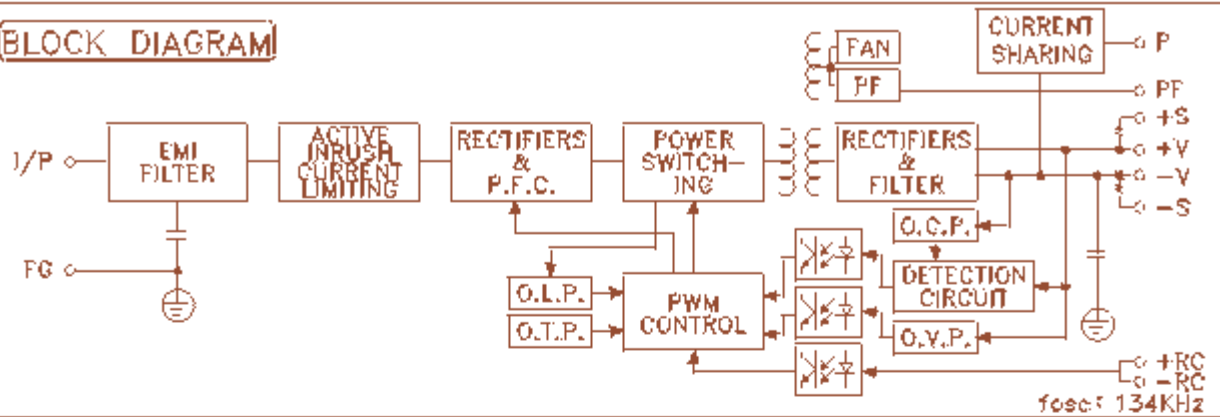 BLOCK DIAGRAM
CURRENT
SHARING
P
FAN
PF
PF
I/P
EMI
FILTER
ACTIVE
INRUSH
CURRENT
LIMITING
RECTIFIERS
&
P.F.C.
POWER
SWITCH-
ING
RECTIFIERS
&
FILTER
+S
+V
-V
-S
O.C.P.
FG
O.L.P.
O.T.P.
PWM
CONTROL
DETECTION
CIRCUIT
O.V.P.
+RC
-RC
fosc: 134KHz